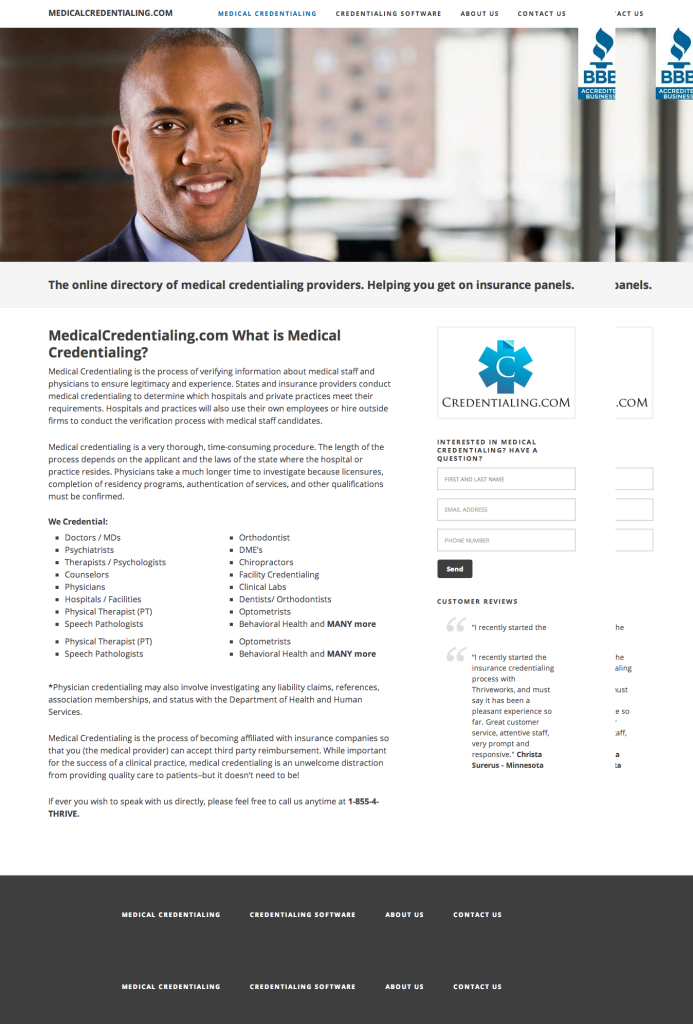 MEDICALCREDENTIALING.COM
MEDICAL CREDENTIALING
CREDENTIALING SOFTWARE
ABOUT US
CONTACT US
ACT US
BBE
ACCREDITE
BUSINESS
BBE
ACCREDITE
BUSINESS
The online directory of medical credentialing providers. Helping you get on insurance panels.
panels.
MedicalCredentialing.com What is Medical
Credentialing?
Medical Credentialing is the process of verifying information about medical staff and
physicians to ensure legitimacy and experience. States and insurance providers conduct
medical credentialing to determine which hospitals and private practices meet their
requirements. Hospitals and practices will also use their own employees or hire outside
firms to conduct the verification process with medical staff candidates.
Medical credentialing is a very thorough, time-consuming procedure. The length of the
process depends on the applicant and the laws of the state where the hospital or
practice resides. Physicians take a much longer time to investigate because licensures,
completion of residency programs, authentication of services, and other qualifications
must be confirmed.
We Credential:
Doctors / MDs
Psychiatrists
Therapists / Psychologists
Counselors
Physicians
Hospitals / Facilities
Physical Therapist (PT)
Speech Pathologists
Physical Therapist (PT)
Speech Pathologists
Orthodontist
DME's
Chiropractors
Facility Credentialing
Clinical Labs
Dentists/ Orthodontists
Optometrists
Behavioral Health and MANY more
Optometrists
Behavioral Health and MANY more
*Physician credentialing may also involve investigating any liability claims, references,
association memberships, and status with the Department of Health and Human
Services.
Medical Credentialing is the process of becoming affiliated with insurance companies so
that you (the medical provider) can accept third party reimbursement. While important
for the success of a clinical practice, medical credentialing is an unwelcome distraction
from providing quality care to patients–but it doesn't need to be!
If ever you wish to speak with us directly, please feel free to call us anytime at 1-855-4-
THRIVE.
C
CREDENTIALING.COM
.COM
INTERESTED IN MEDICAL
CREDENTIALING? HAVE A
QUESTION?
FIRST AND LAST NAME
EMAIL ADDRESS
PHONE NUMBER
Send
CUSTOMER REVIEWS
"I recently started the
he
"I recently started the
insurance credentialing
process with
Thriveworks, and must
say it has been a
pleasant experience so
far. Great customer
service, attentive staff,
very prompt and
responsive." Christa
Surerus - Minnesota
he
aling
nust
e so
aff,
a
ta
MEDICAL CREDENTIALING
CREDENTIALING SOFTWARE
ABOUT US
CONTACT US
MEDICAL CREDENTIALING
CREDENTIALING SOFTWARE
ABOUT US
CONTACT US